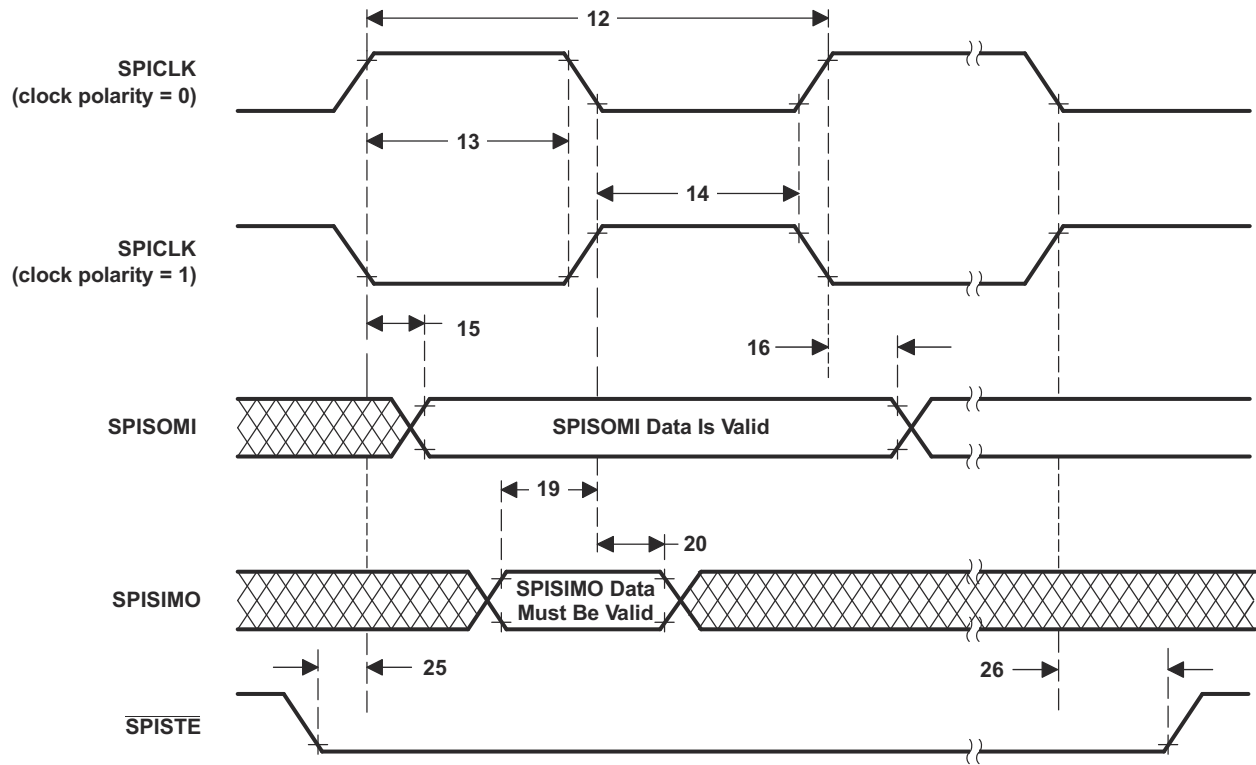 12
SPICLK
(clock polarity = 0)
13
14
SPICLK
(clock polarity = 1)
15
16
SPISOMI
SPISOMI Data Is Valid
19
20
SPISIMO
SPISIMO Data
Must Be Valid
25
26
SPISTE